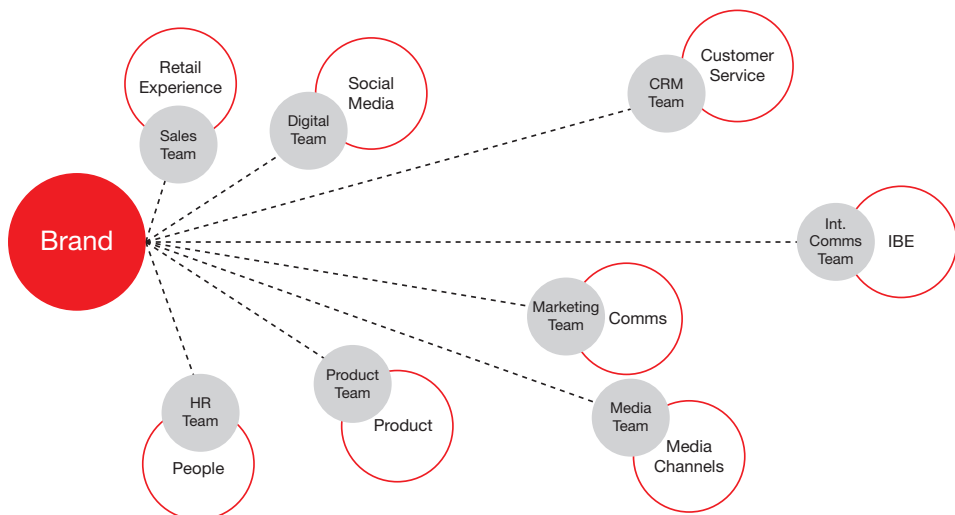 Retail
Experience
Sales
Team
Social
Media
Digital
Team
Customer
Service
CRM
Team
Brand
Int.
Comms
Team
IBE
Marketing
Team
Comms
Product
Team
Product
HR
Team
People
Media
Team
Media
Channels